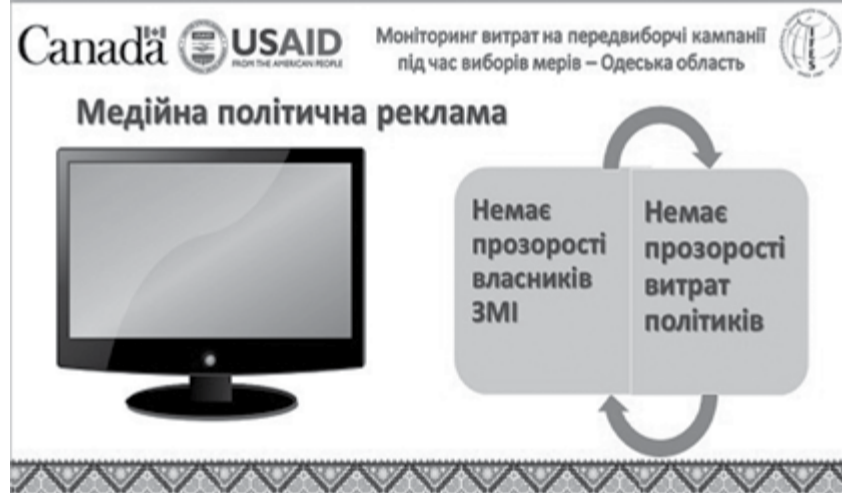 Canada
USAID
FROM THE AMERICAN PEOPLE
Моніторинг витрат на передвиборчі кампанії
під час виборів мерів – Одеська область
IFES
Медійна політична реклама
Немає
прозорості
власників
ЗМІ
Немає
прозорості
витрат
політиків